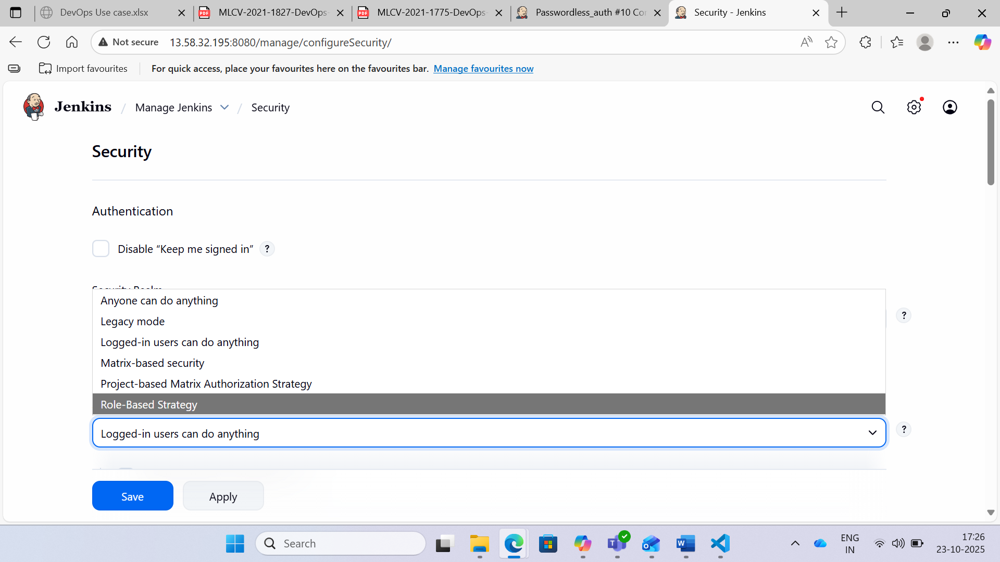 DevOps Use case.xlsx
MLCV-2021-1827-DevOps-
MLCV-2021-1775-DevOps-
Passwordless_auth #10 Con
Security - Jenkins
Not secure
13.58.32.195:8080/manage/configureSecurity/
Import favourites
For quick access, place your favourites here on the favourites bar. Manage favourites now
Jenkins / Manage Jenkins / Security
Security
Authentication
Disable “Keep me signed in” ?
Security Realm
Anyone can do anything
Legacy mode
?
Logged-in users can do anything
Matrix-based security
Project-based Matrix Authorization Strategy
Role-Based Strategy
Logged-in users can do anything
?
Save
Apply
Search
ENG
IN
17:26
23-10-2025